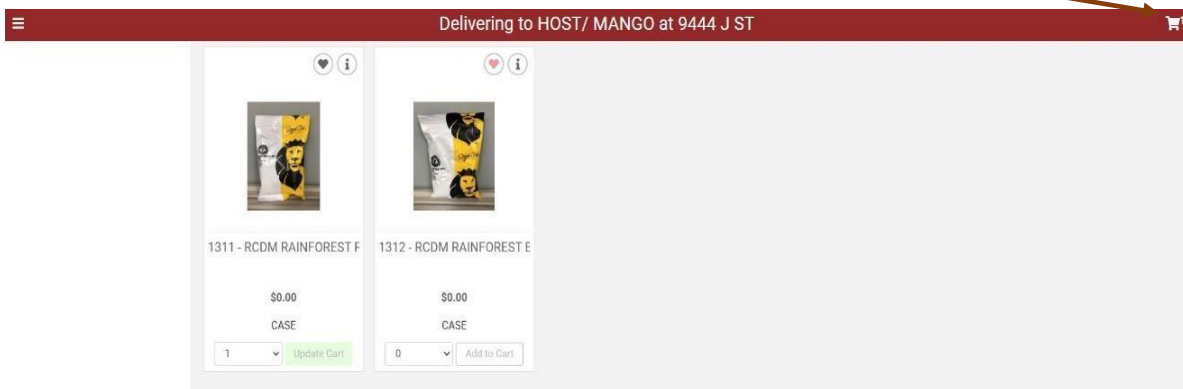 Delivering to HOST/ MANGO at 9444 J ST
1311 - RCDM RAINFOREST F
1312 - RCDM RAINFOREST E
$0.00
$0.00
CASE
CASE
1 Update Cart
0 Add to Cart